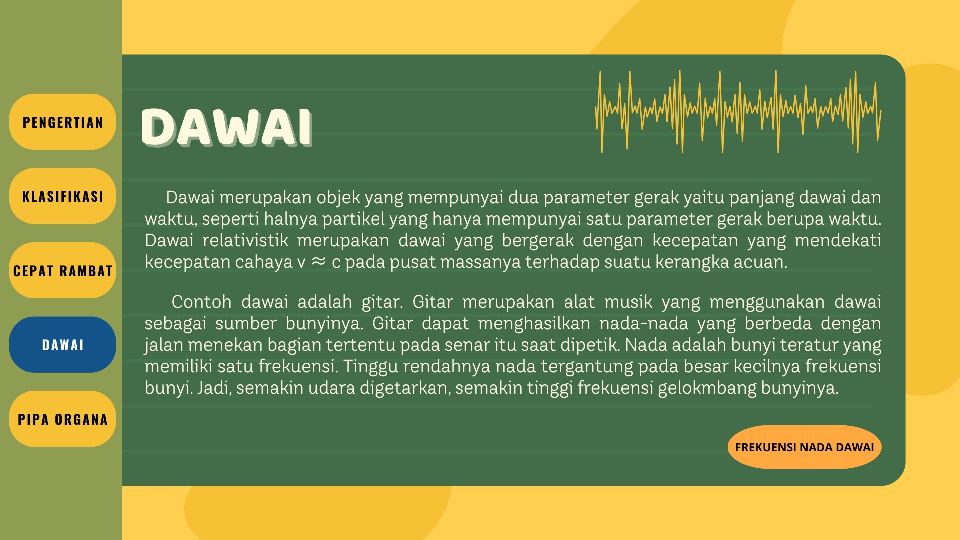 PENGERTIAN
KLASIFIKASI
CEPAT RAMBAT
DAWAI
PIPA ORGANA
DAWAI
Dawai merupakan objek yang mempunyai dua parameter gerak yaitu panjang dawai dan
waktu, seperti halnya partikel yang hanya mempunyai satu parameter gerak berupa waktu.
Dawai relativistik merupakan dawai yang bergerak dengan kecepatan yang mendekati
kecepatan cahaya v ≈ c pada pusat massanya terhadap suatu kerangka acuan.
Contoh dawai adalah gitar. Gitar merupakan alat musik yang menggunakan dawai
sebagai sumber bunyinya. Gitar dapat menghasilkan nada-nada yang berbeda dengan
jalan menekan bagian tertentu pada senar itu saat dipetik. Nada adalah bunyi teratur yang
memiliki satu frekuensi. Tinggu rendahnya nada tergantung pada besar kecilnya frekuensi
bunyi. Jadi, semakin udara digetarkan, semakin tinggi frekuensi gelokmbang bunyinya.
FREKUENSI NADA DAWAI